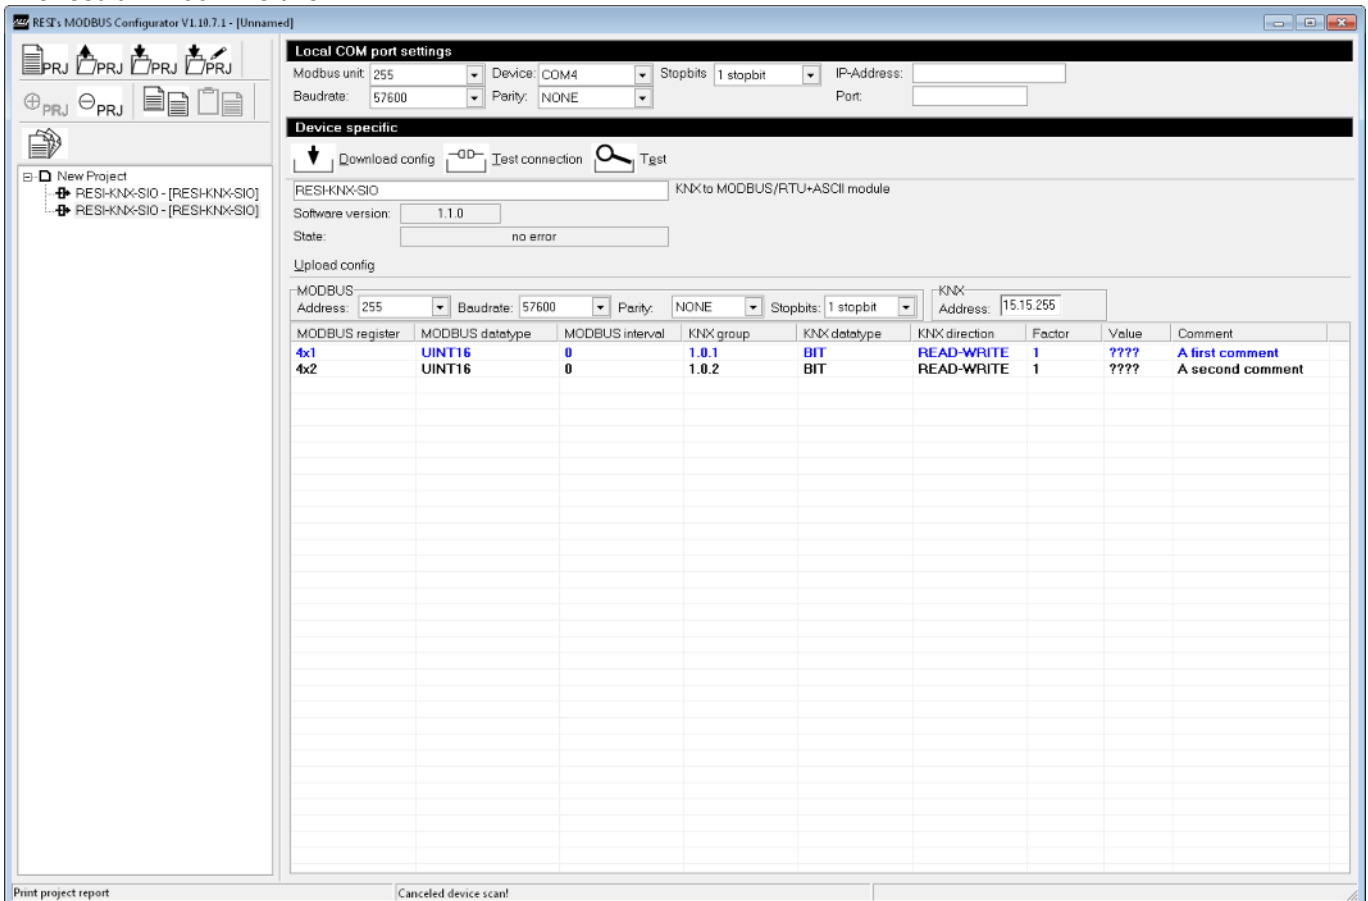 RESI's MODBUS Configurator V1.10.7.1 - [Unnamed]
PRJ PRJ PRJ PRJ
PRJ PRJ
New Project
RESI-KNX-SIO - [RESI-KNX-SIO]
RESI-KNX-SIO - [RESI-KNX-SIO]
Local COM port settings
Modbus unit: 255 Device: COM4 Stopbits 1 stopbit IP-Address:
Baudrate: 57600 Parity: NONE Port:
Device specific
Download config Test connection Test
RESI-KNX-SIO KNX to MODBUS/RTU+ASCII module
Software version: 1.1.0
State: no error
Upload config
MODBUS KNX
Address: 255 Baudrate: 57600 Parity: NONE Stopbits: 1 stopbit Address: 15.15.255
MODBUS register MODBUS datatype MODBUS interval KNX group KNX datatype KNX direction Factor Value Comment
4x1 UINT16 0 1.0.1 BIT READ-WRITE 1 ???? A first comment
4x2 UINT16 0 1.0.2 BIT READ-WRITE 1 ???? A second comment
Print project report Canceled device scan!